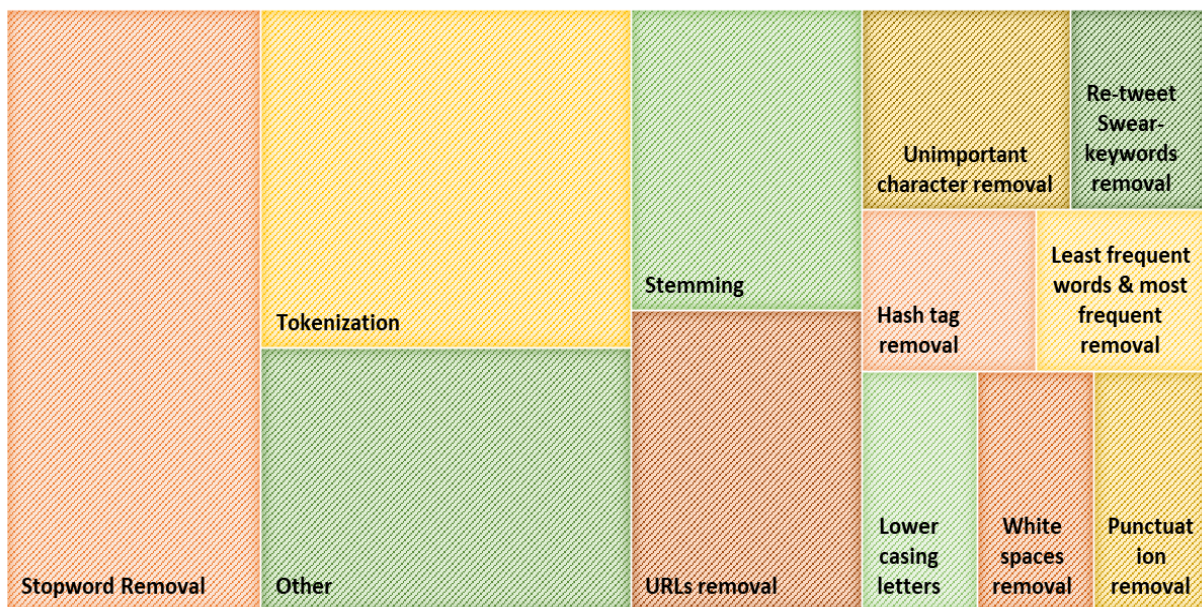 Stopword Removal
Tokenization
Other
Stemming
URLs removal
Unimportant
character removal
Re-tweet
Swear-
keywords
removal
Hash tag
removal
Least frequent
words & most
frequent
removal
Lower
casing
letters
White
spaces
removal
Punctuat
ion
removal